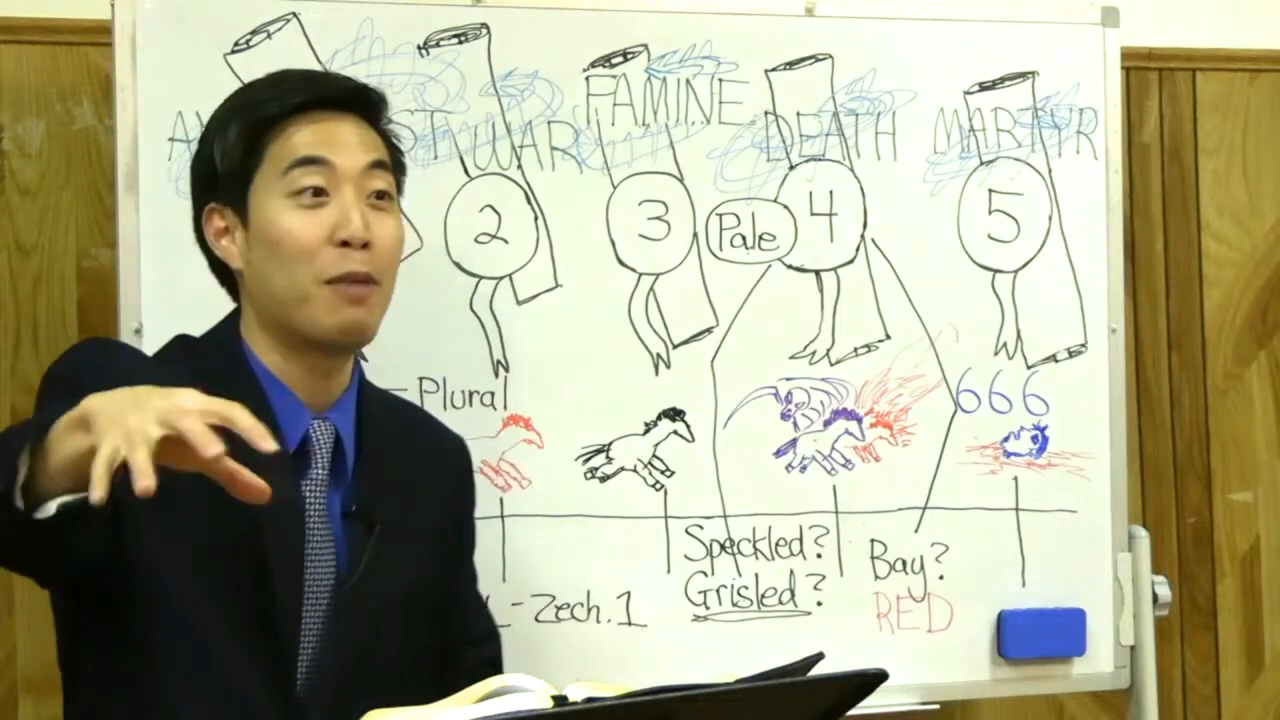 FAMINE
WAR
DEATH
MARTYR
2
3
Pale
4
5
- Plural
666
Speckled?
Grisled?
Bay?
RED
- Zech. 1